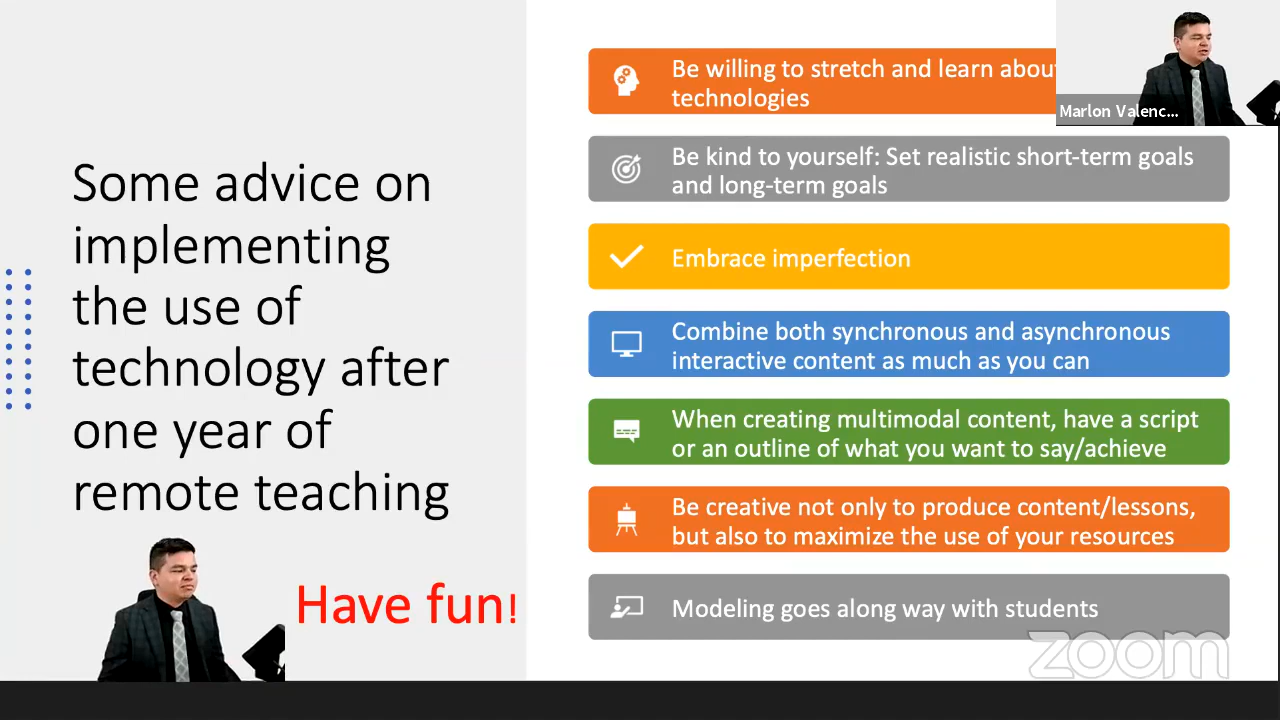 Some advice on
implementing
the use of
technology after
one year of
remote teaching
Have fun!
Be willing to stretch and learn
technologies
Be kind to yourself: Set realistic short-term goals
and long-term goals
Embrace imperfection
Combine both synchronous and asynchronous
interactive content as much as you can
When creating multimodal content, have a script
or an outline of what you want to say/achieve
Be creative not only to produce content/lessons,
but also to maximize the use of your resources
Modeling goes along way with students
Marlon Valenc...
zoom